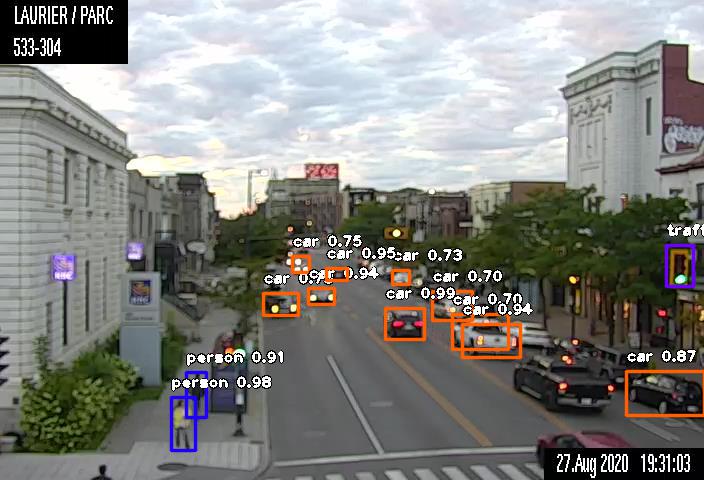 LAURIER / PARC
533-304
traf
car 0.75
car 0.95
car 0.73
car 0.94
car 0.70
car 0.99
car 0.70
car 0.94
person 0.91
car 0.87
person 0.98
RBC
27.Aug 2020 19:31:03